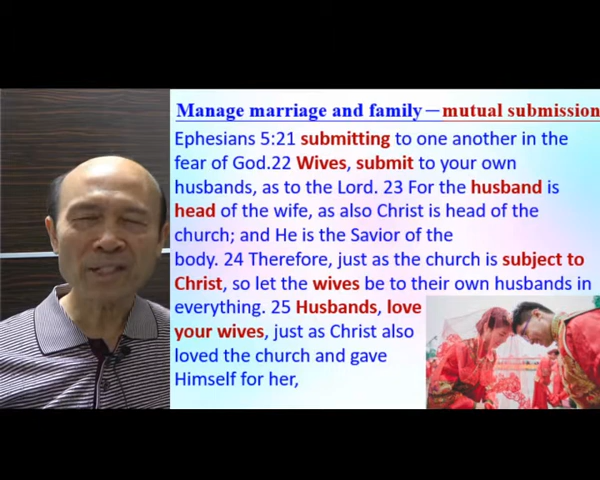 Manage marriage and family—mutual submission
Ephesians 5:21 submitting to one another in the
fear of God.22 Wives, submit to your own
husbands, as to the Lord. 23 For the husband is
head of the wife, as also Christ is head of the
church; and He is the Savior of the
body. 24 Therefore, just as the church is subject to
Christ, so let the wives be to their own husbands in
everything. 25 Husbands, love
your wives, just as Christ also
loved the church and gave
Himself for her,